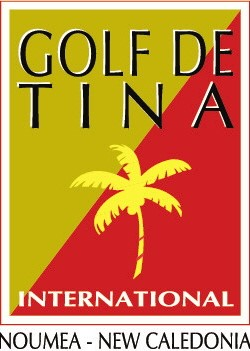 GOLF DE
TINA
INTERNATIONAL
NOUMEA - NEW CALEDONIA